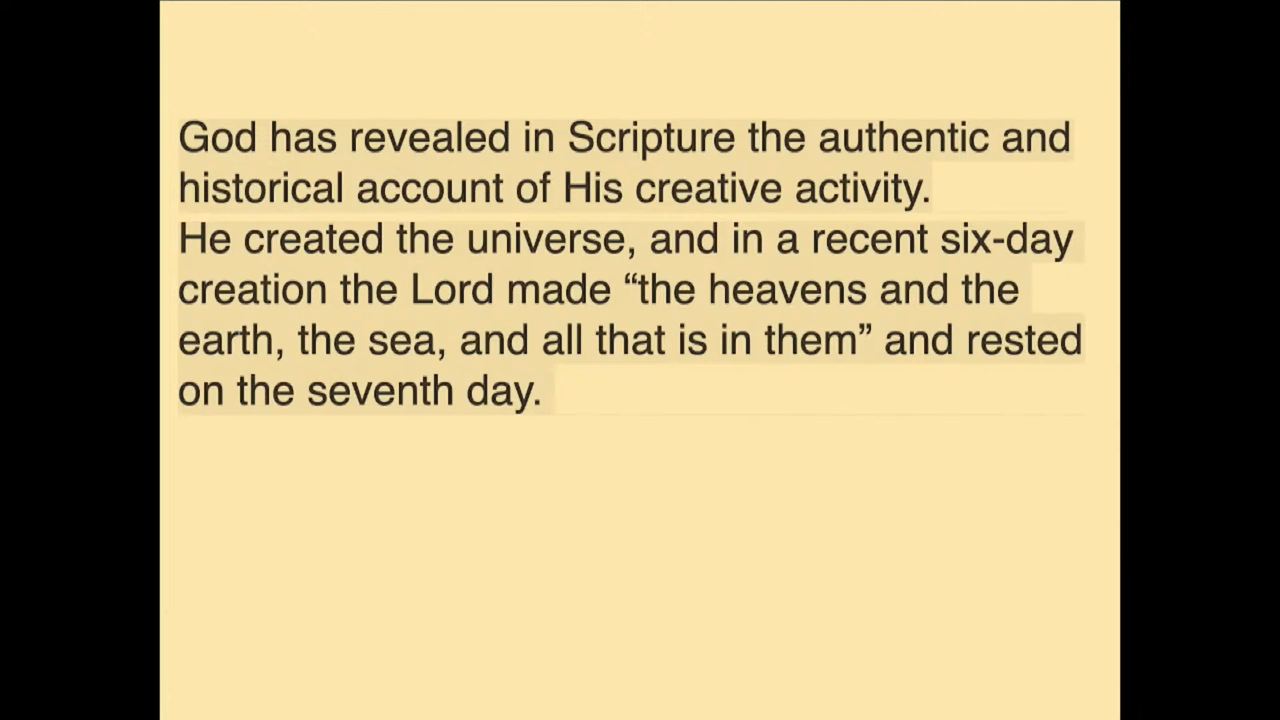 God has revealed in Scripture the authentic and
historical account of His creative activity.
He created the universe, and in a recent six-day
creation the Lord made “the heavens and the
earth, the sea, and all that is in them” and rested
on the seventh day.